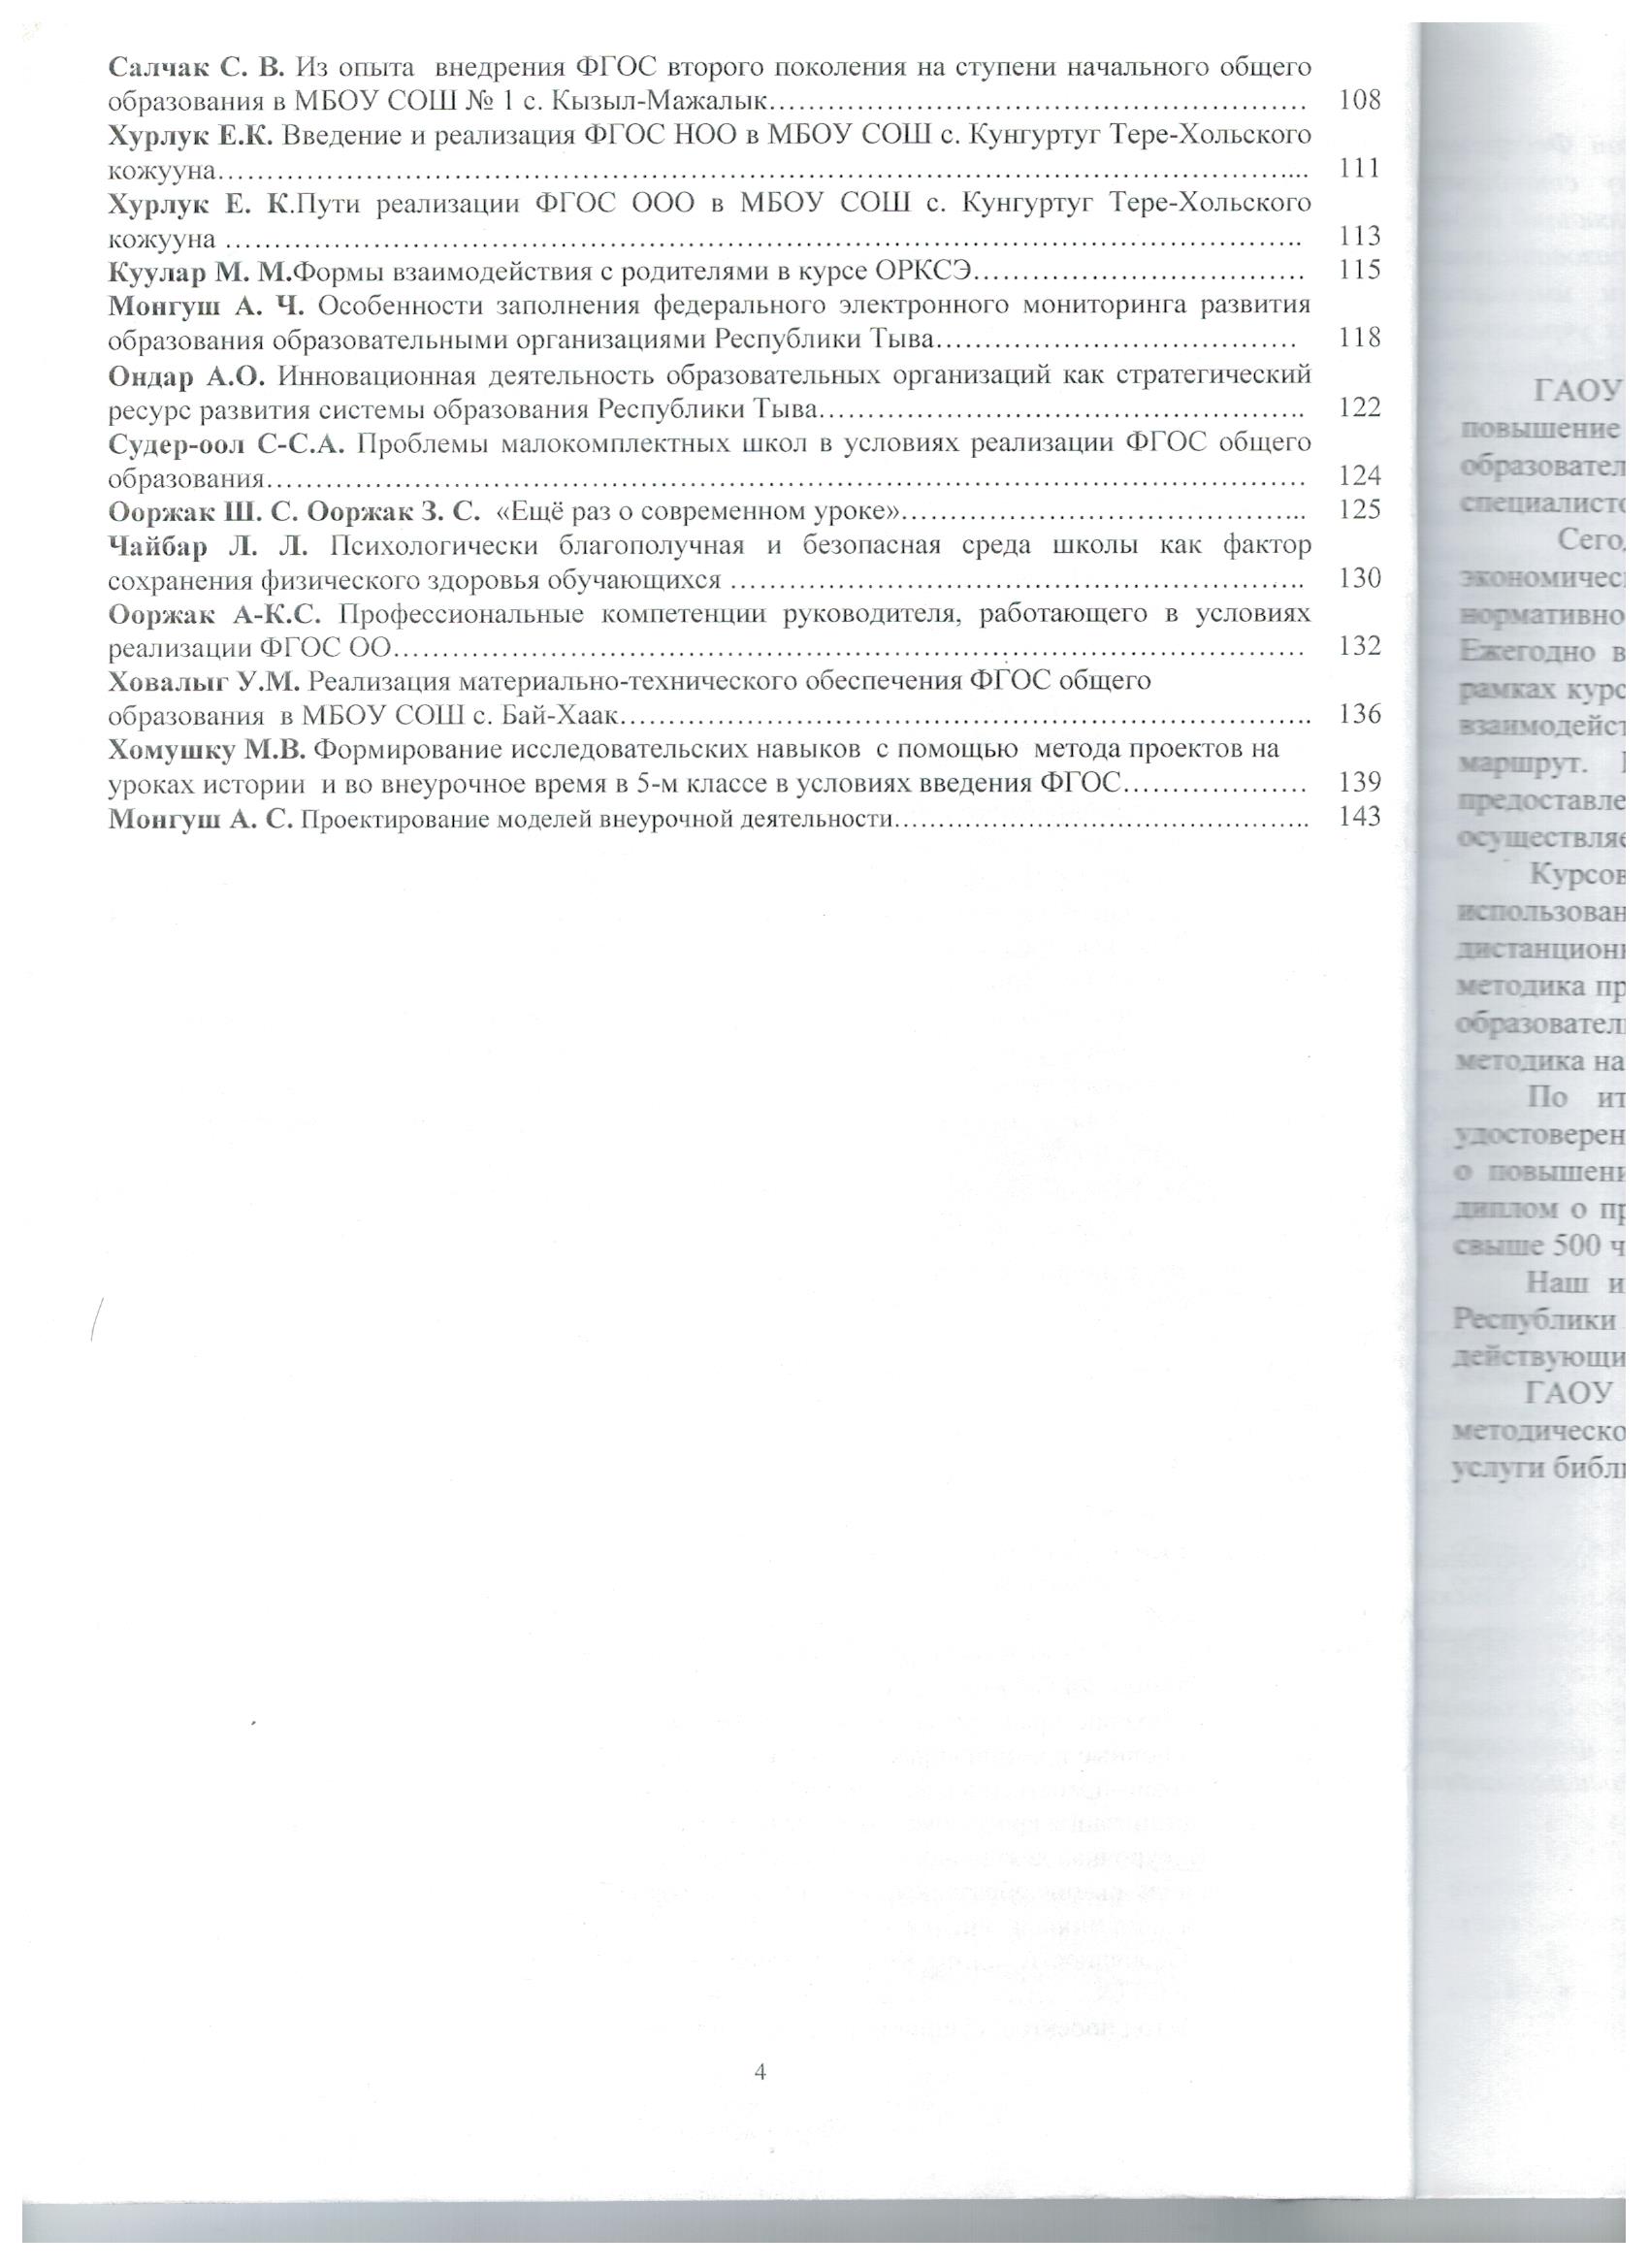 Салчак С. В. Из опыта внедрения ФГОС второго поколения на ступени начального общего
образования в МБОУ СОШ № 1 с. Кызыл-Мажалык…………………………………………… 108
Хурлук Е.К. Введение и реализация ФГОС НОО в МБОУ СОШ с. Кунгуртуг Тере-Хольского
кожууна………………………………………………………………………………………... 111
Хурлук Е. К.Пути реализации ФГОС ООО в МБОУ СОШ с. Кунгуртуг Тере-Хольского
кожууна ………………………………………………………………………………………. 113
Куулар М. М.Формы взаимодействия с родителями в курсе ОРКСЭ…………………………… 115
Монгуш А. Ч. Особенности заполнения федерального электронного мониторинга развития
образования образовательными организациями Республики Тыва……………………………… 118
Ондар А.О. Инновационная деятельность образовательных организаций как стратегический
ресурс развития системы образования Республики Тыва………………………………………. 122
Судер-оол С-С.А. Проблемы малокомплектных школ в условиях реализации ФГОС общего
образования…………………………………………………………………………………… 124
Ооржак Ш. С. Ооржак З. С. «Ещё раз о современном уроке»………………………………….. 125
Чайбар Л. Л. Психологически благополучная и безопасная среда школы как фактор
сохранения физического здоровья обучающихся ……………………………………………….. 130
Ооржак А-К.С. Профессиональные компетенции руководителя, работающего в условиях
реализации ФГОС ОО………………………………………………………………………… 132
Ховалыг У.М. Реализация материально-технического обеспечения ФГОС общего
образования в МБОУ СОШ с. Бай-Хаак………………………………………………………. 136
Хомушку М.В. Формирование исследовательских навыков с помощью метода проектов на
уроках истории и во внеурочное время в 5-м классе в условиях введения ФГОС……………… 139
Монгуш А. С. Проектирование моделей внеурочной деятельности………………………………….. 143
4
ГАОУ
повышение
образовател
специалисто
Сего
экономичес
нормативно
Ежегодно в
рамках курс
взаимодейст
маршрут.
предоставле
осуществляе
Курсов
использован
дистанционн
методика пр
образовател
методика на
По ит
удостоверен
о повышени
диплом о пр
свыше 500 ч
Наш и
Республики
действующи
ГАОУ
методическо
услуги библ